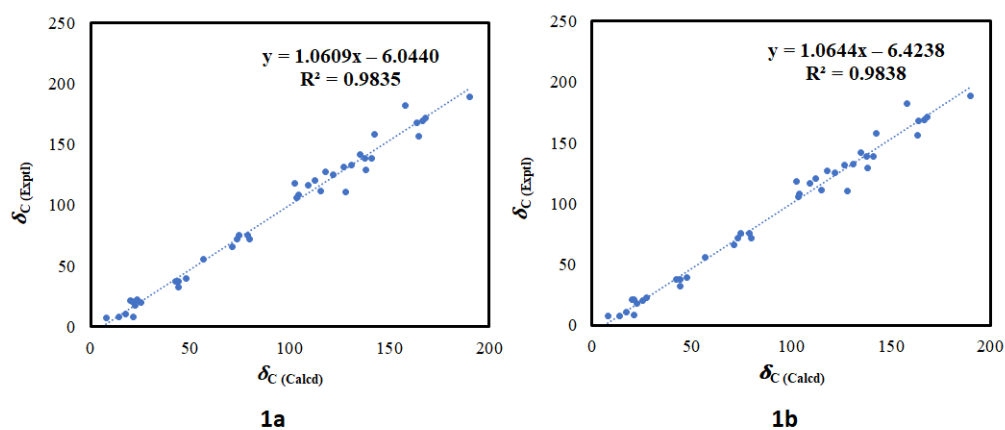 250
200
150
100
50
0
y = 1.0609x – 6.0440
R² = 0.9835
δC (Exptl)
0 50 100 150 200
δC (Calcd)
1a
250
200
150
100
50
0
y = 1.0644x – 6.4238
R² = 0.9838
δC (Exptl)
0 50 100 150 200
δC (Calcd)
1b